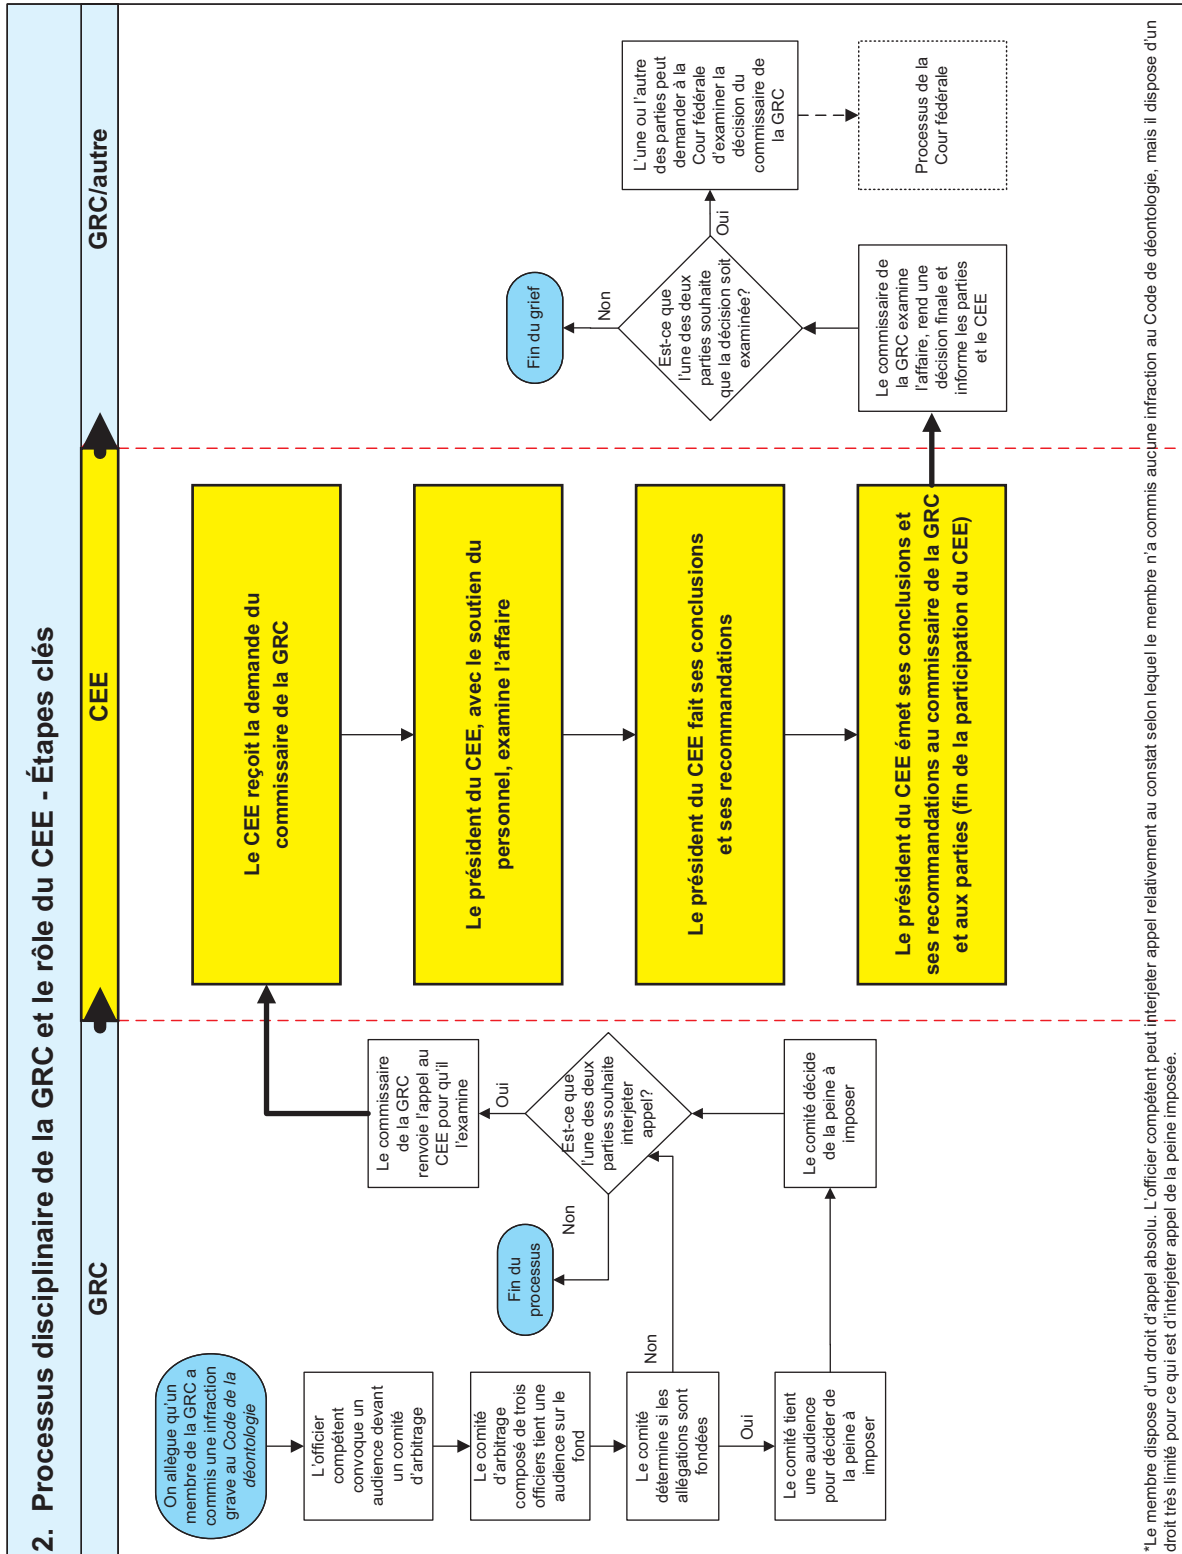 2.  Processus disciplinaire de la GRC et le rôle du CEE - Étapes clés
GRC
CEE
GRC/autre
On allègue qu'un
membre de la GRC a
commis une infraction
grave au Code de la
déontologie
L'officier
compétent
convoque un
audience devant
un comité
d'arbitrage
Le comité
d'arbitrage
composé de trois
officiers tient une
audience sur le
fond
Le comité
détermine si les
allégations sont
fondées
Non
Oui
Le comité tient
une audience
pour décider de
la peine à
imposer
Le comité décide
de la peine à
imposer
Est-ce que
l'une des deux
parties souhaite
interjeter
appel?
Non
Fin du
processus
Oui
Le commissaire
de la GRC
renvoie l'appel au
CEE pour qu'il
l'examine
Le CEE reçoit la demande du
commissaire de la GRC
Le président du CEE, avec le soutien du
personnel, examine l'affaire
Le président du CEE fait ses conclusions
et ses recommandations
Le président du CEE émet ses conclusions et
ses recommandations au commissaire de la GRC
et aux parties (fin de la participation du CEE)
Le commissaire de
la GRC examine
l'affaire, rend une
décision finale et
informe les parties
et le CEE
Est-ce que
l'une des deux
parties souhaite
que la décision soit
examinée?
Non
Fin du grief
Oui
L'une ou l'autre
des parties peut
demander à la
Cour fédérale
d'examiner la
décision du
commissaire de
la GRC
Processus de la
Cour fédérale
*Le membre dispose d'un droit d'appel absolu. L'officier compétent peut interjeter appel relativement au constat selon lequel le membre n'a commis aucune infraction au Code de déontologie, mais il dispose d'un
droit très limité pour ce qui est d'interjeter appel de la peine imposée.